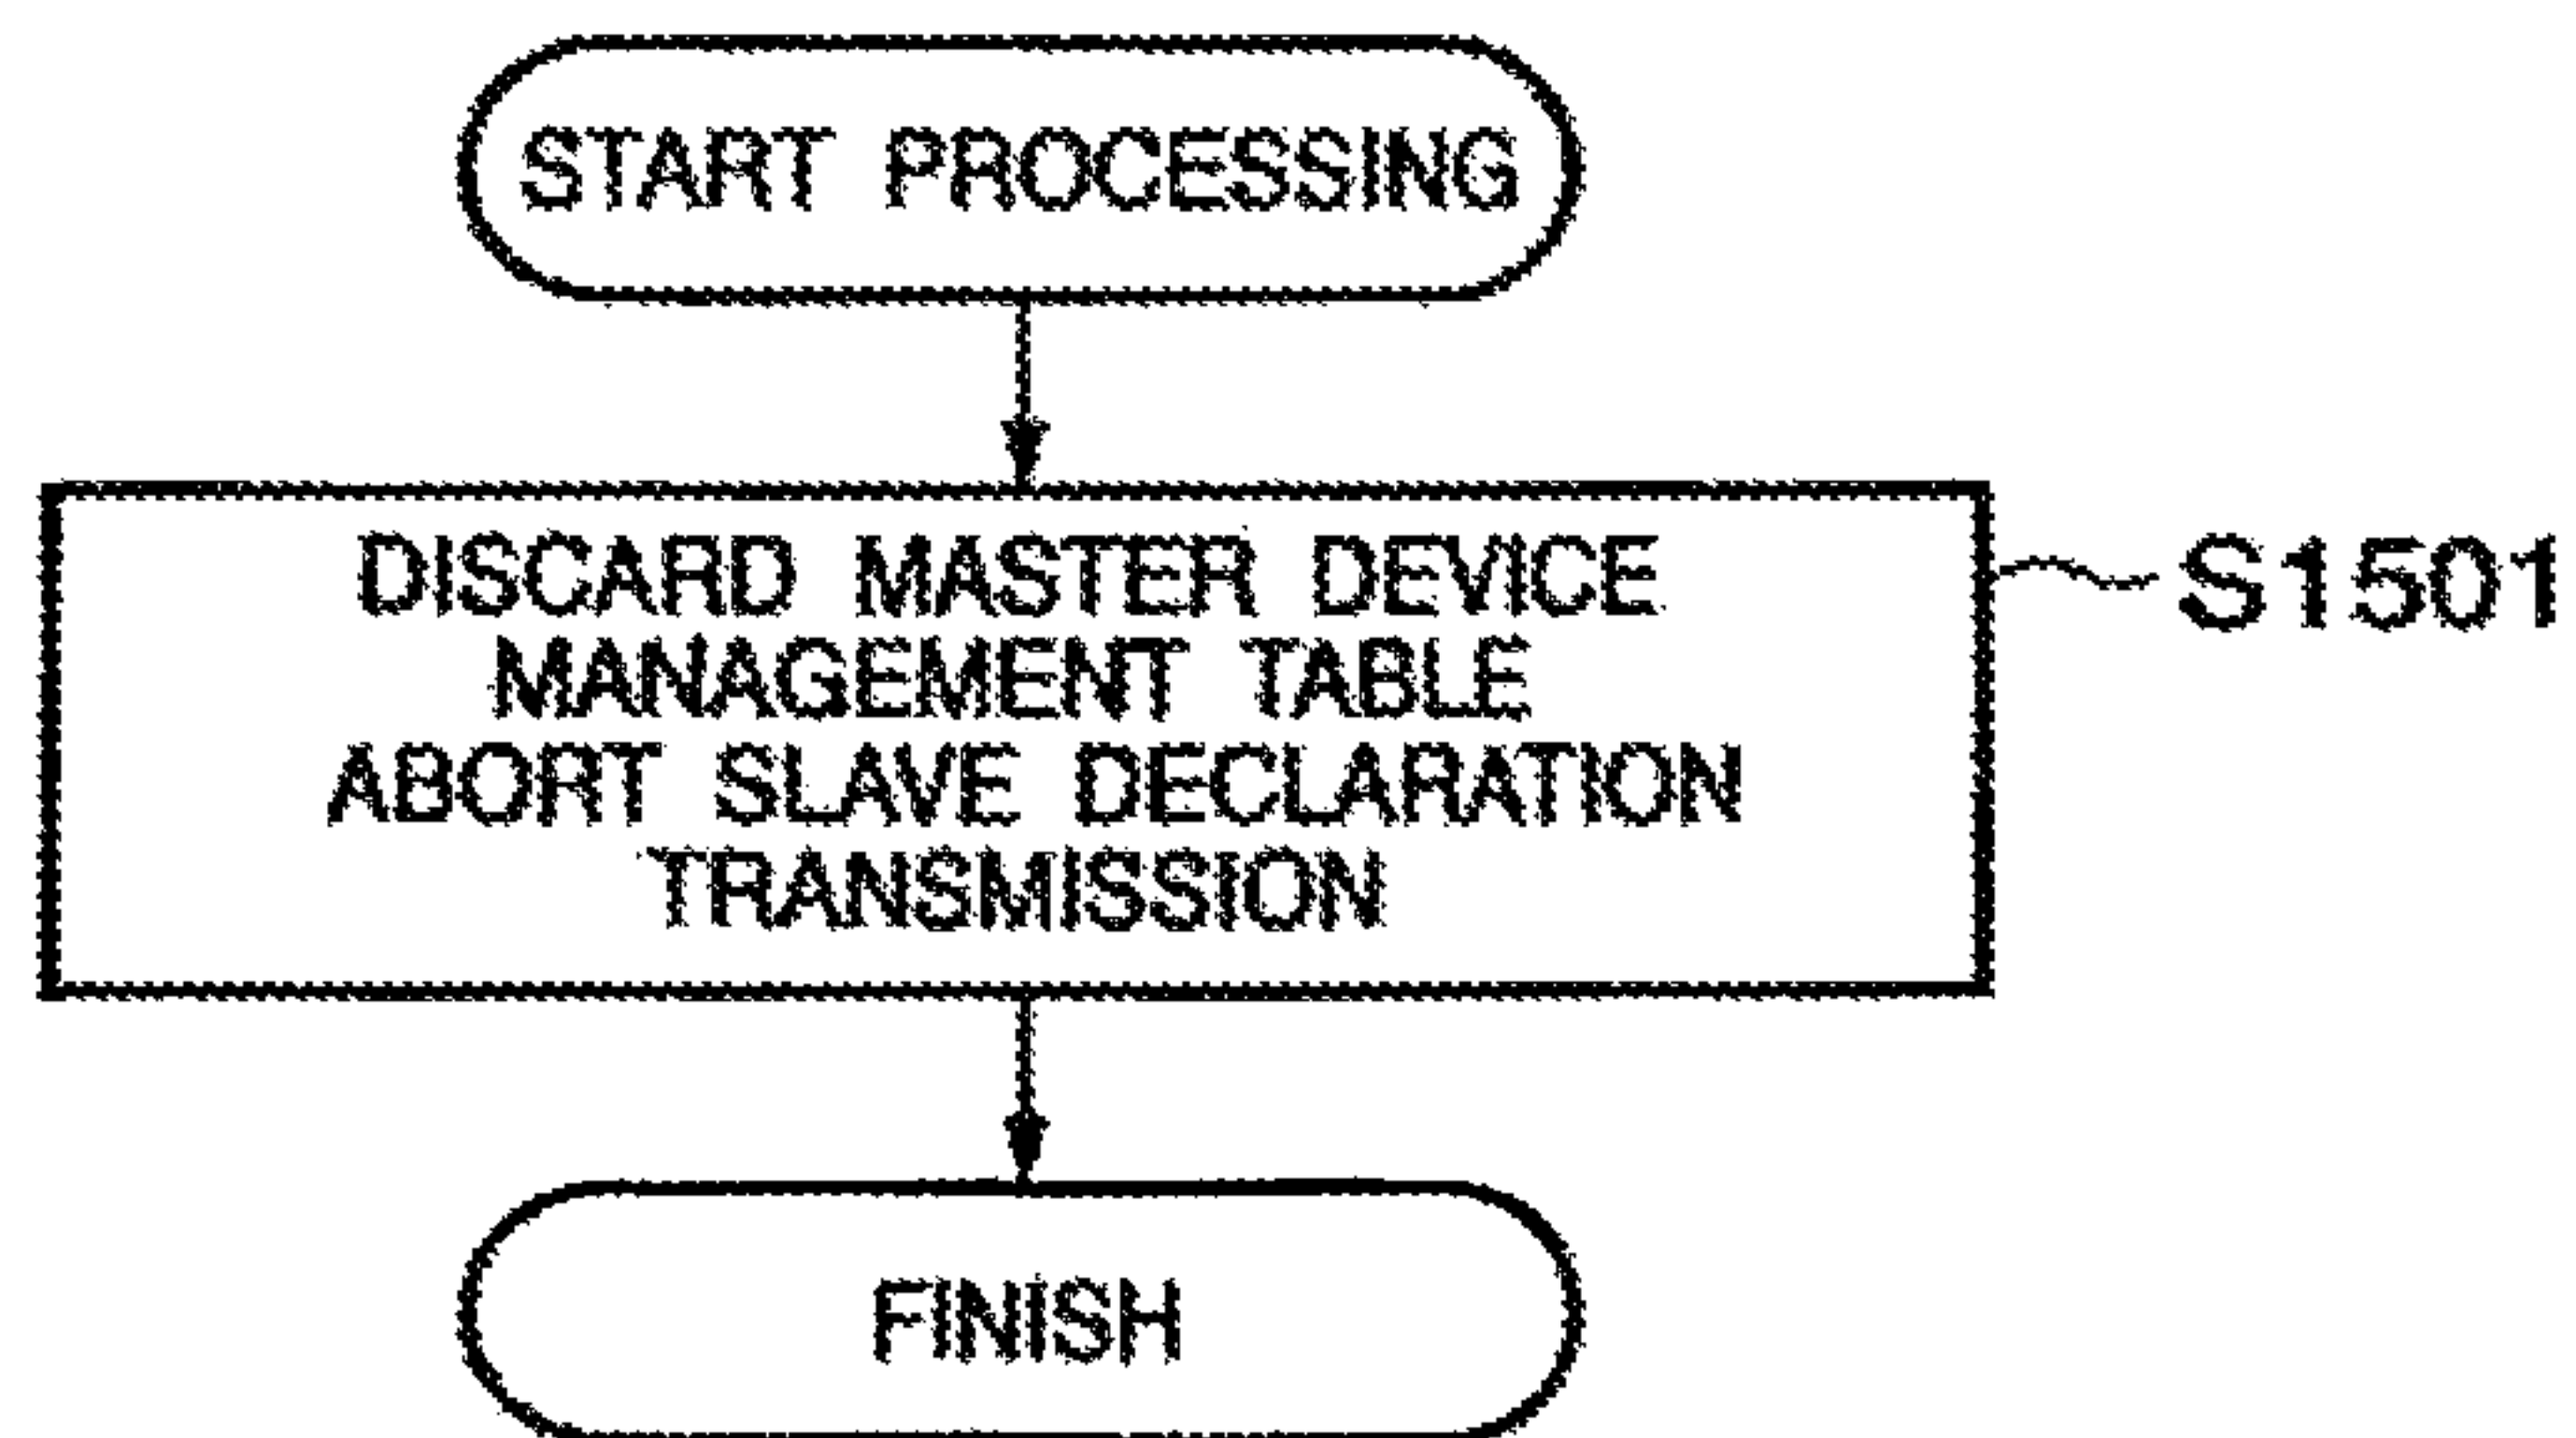 START PROCESSING
DISCARD MASTER DEVICE
MANAGEMENT TABLE
ABORT SLAVE DECLARATION
TRANSMISSION
S1501
FINISH